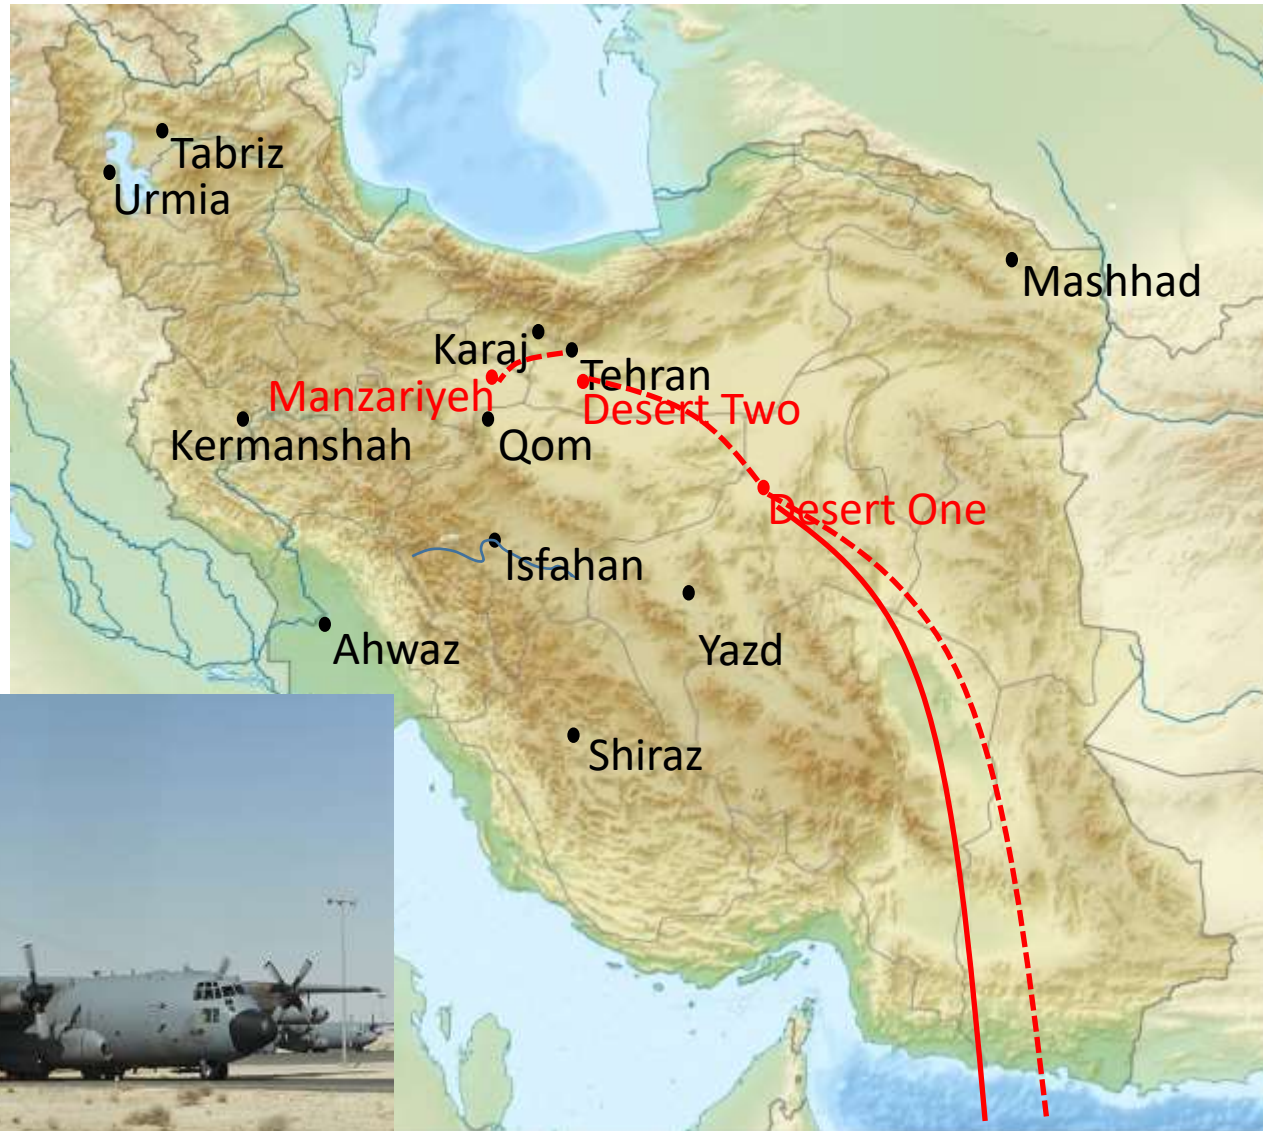 Tabriz
Urmia
Mashhad
Karaj
Tehran
Manzariyeh
Desert Two
Kermanshah
Qom
Desert One
Isfahan
Ahwaz
Yazd
Shiraz